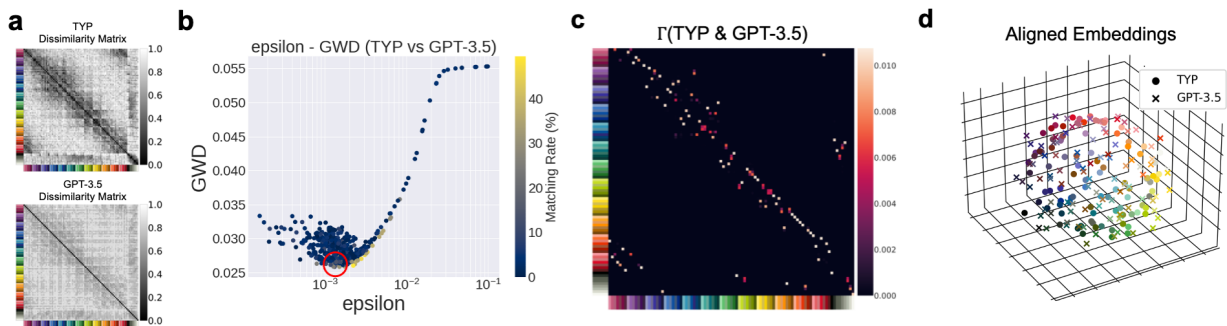 a
TYP
Dissimilarity Matrix
1.0
0.8
0.6
0.4
0.2
0.0
GPT-3.5
Dissimilarity Matrix
1.0
0.8
0.6
0.4
0.2
0.0
b
epsilon - GWD (TYP vs GPT-3.5)
GWD
0.055
0.050
0.045
0.040
0.035
0.030
0.025
10⁻³
10⁻²
10⁻¹
epsilon
40
30
20
10
0
Matching Rate (%)
c
Γ(TYP & GPT-3.5)
0.010
0.008
0.006
0.004
0.002
0.000
d
Aligned Embeddings
TYP
GPT-3.5